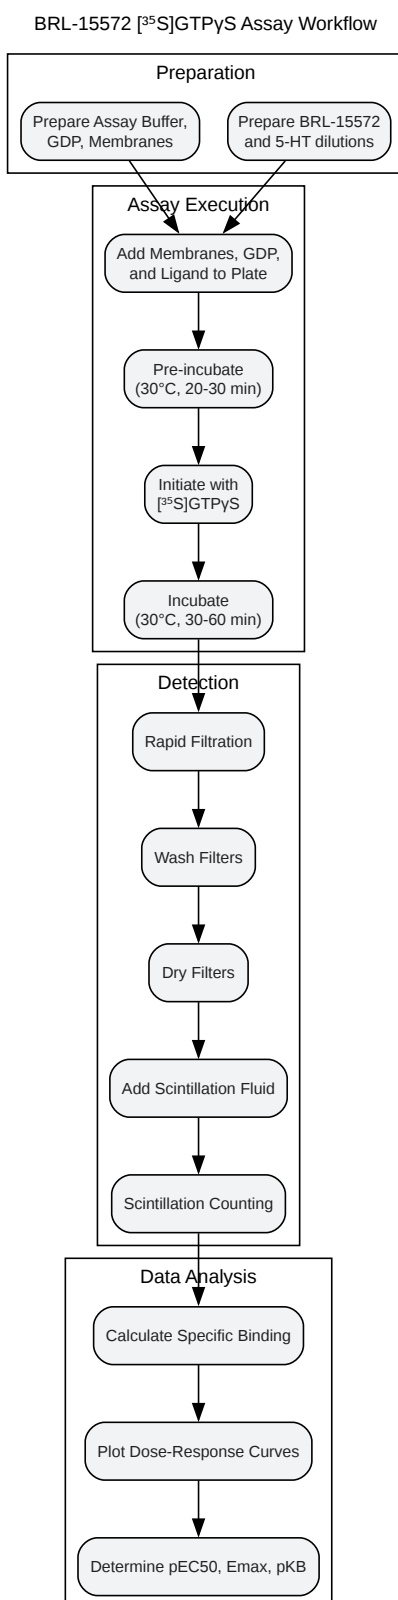 BRL-15572 [³⁵S]GTPγS Assay Workflow
Preparation
Prepare Assay Buffer,
GDP, Membranes
Prepare BRL-15572
and 5-HT dilutions
Assay Execution
Add Membranes, GDP,
and Ligand to Plate
Pre-incubate
(30°C, 20-30 min)
Initiate with
[³⁵S]GTPγS
Incubate
(30°C, 30-60 min)
Detection
Rapid Filtration
Wash Filters
Dry Filters
Add Scintillation Fluid
Scintillation Counting
Data Analysis
Calculate Specific Binding
Plot Dose-Response Curves
Determine pEC50, Emax, pKB